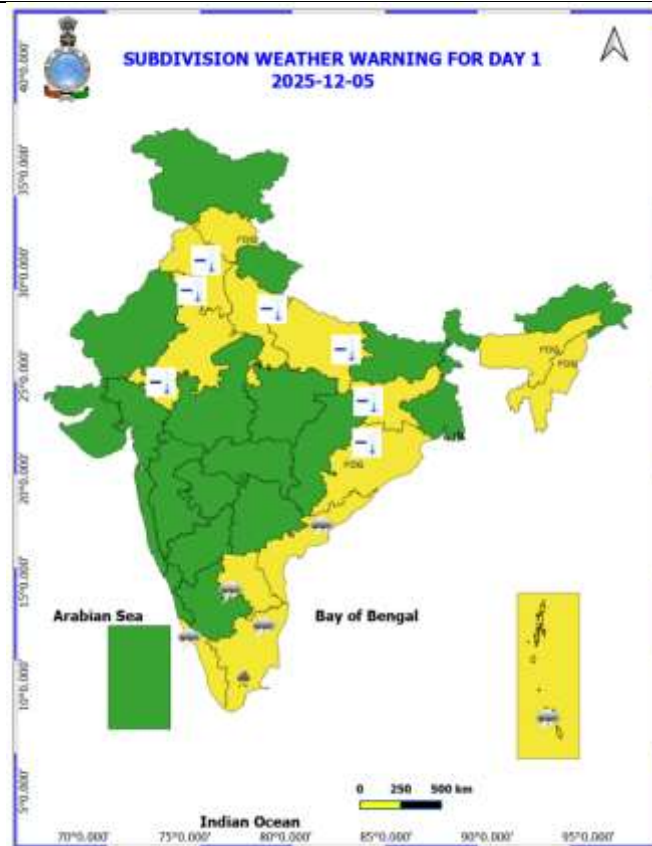 SUBDIVISION WEATHER WARNING FOR DAY 1
2025-12-05
40°0.000'
35°0.000'
30°0.000'
25°0.000'
20°0.000'
15°0.000'
10°0.000'
5°0.000'
FOG
FOG
FOG
FOG
Arabian Sea
Bay of Bengal
0 250 500 km
Indian Ocean
70°0.000' 75°0.000' 80°0.000' 85°0.000' 90°0.000' 95°0.000'